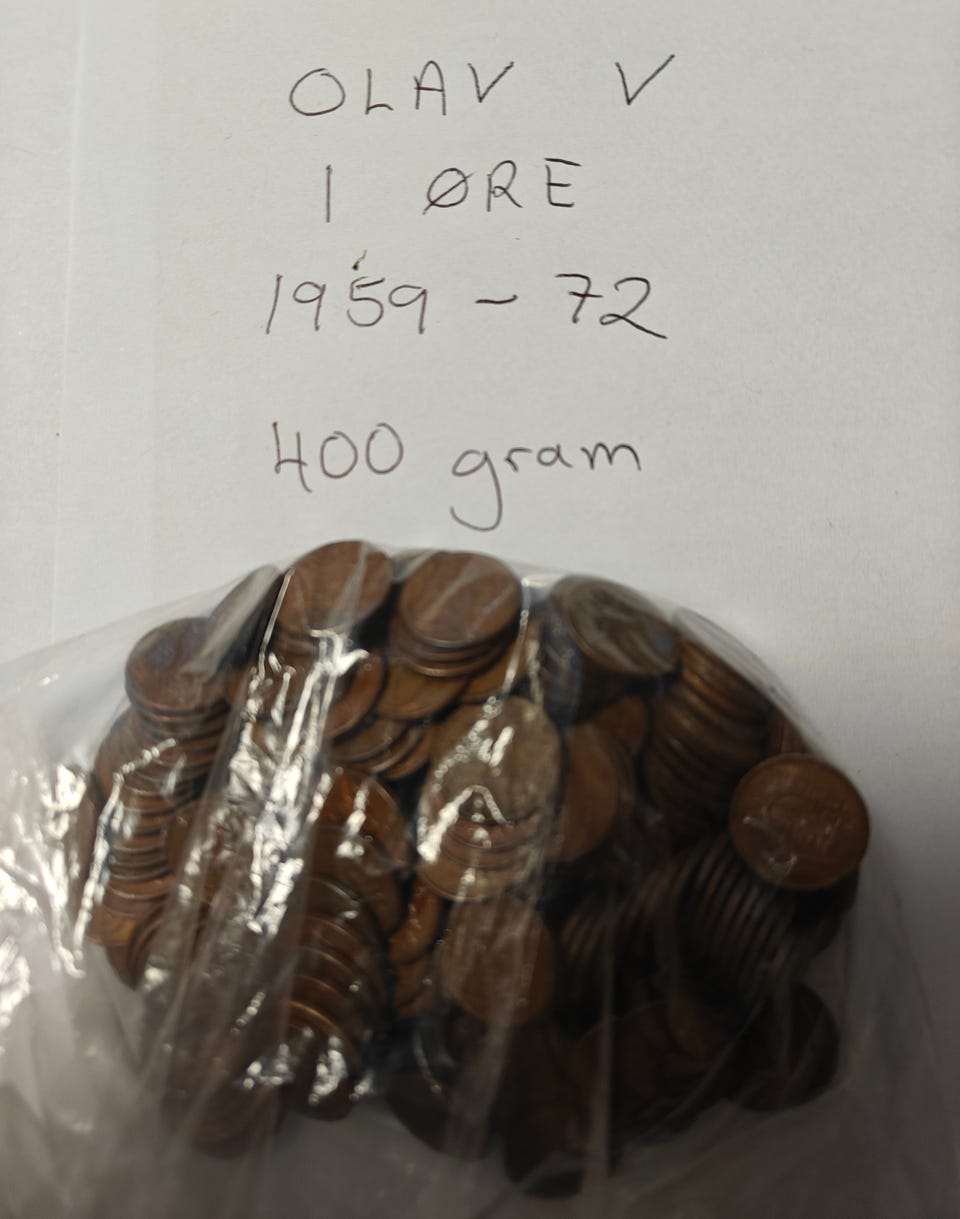 OLAV V
1 ØRE
1959 - 72
400 gram